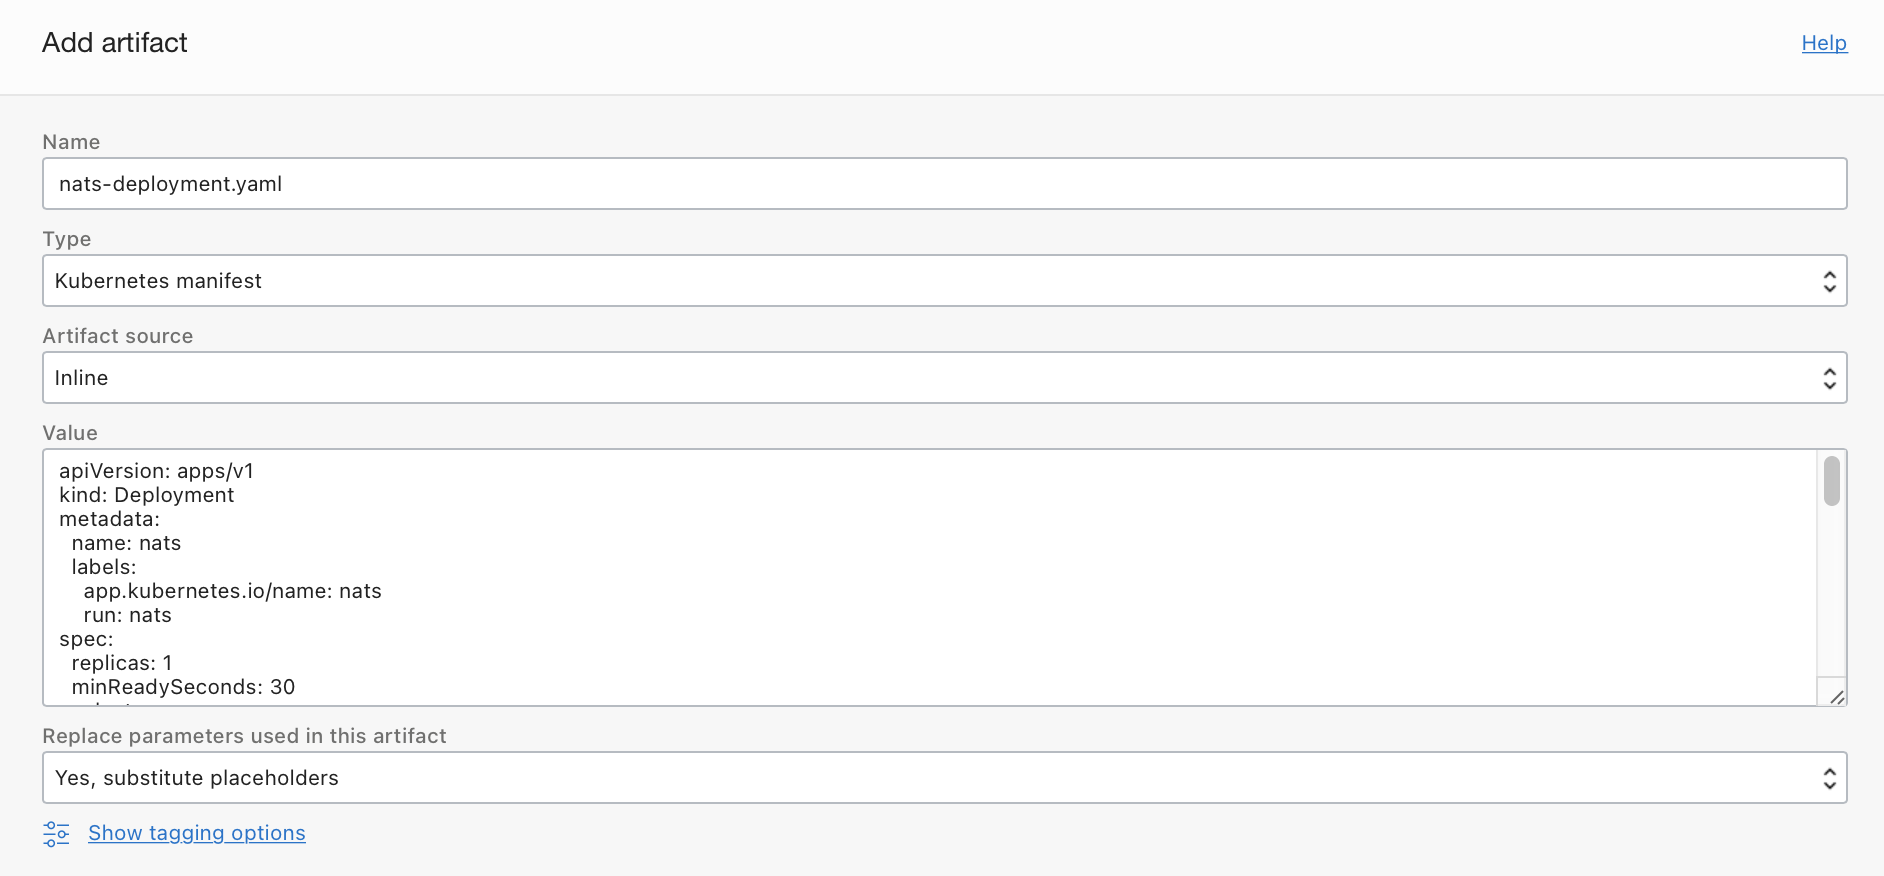 Add artifact
Help
Name
nats-deployment.yaml
Type
Kubernetes manifest
Artifact source
Inline
Value
apiVersion: apps/v1
kind: Deployment
metadata:
  name: nats
  labels:
    app.kubernetes.io/name: nats
    run: nats
spec:
  replicas: 1
  minReadySeconds: 30
Replace parameters used in this artifact
Yes, substitute placeholders
Show tagging options